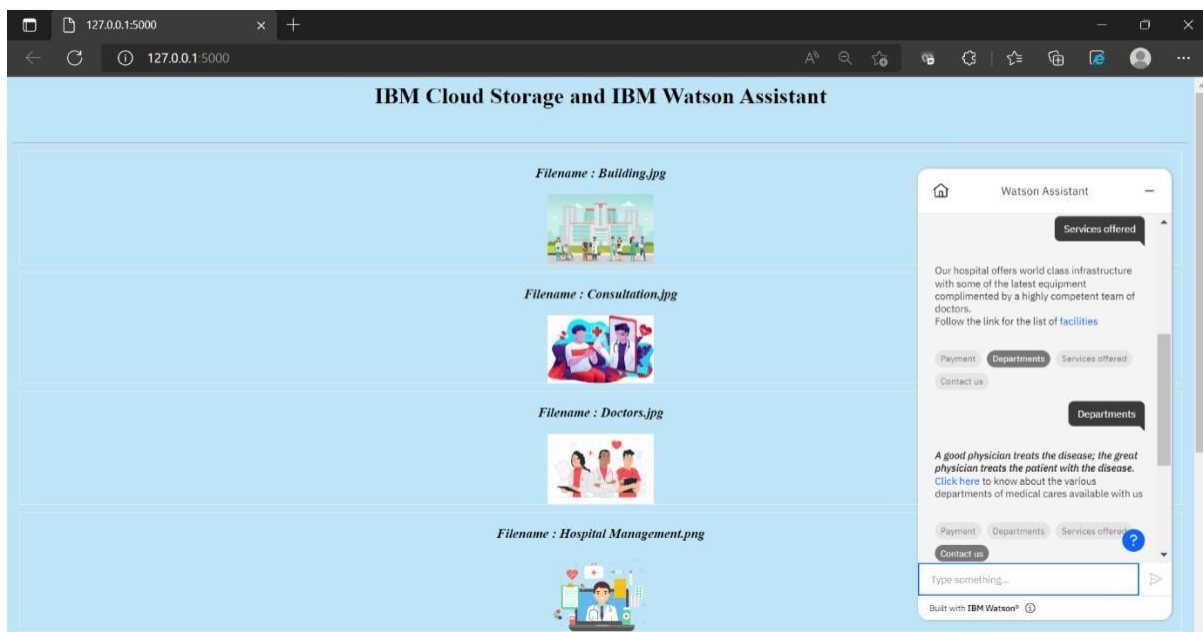 127.0.0.1:5000
127.0.0.1:5000
IBM Cloud Storage and IBM Watson Assistant
Filename : Building.jpg
Filename : Consultation.jpg
Filename : Doctors.jpg
Filename : Hospital Management.png
Watson Assistant
Services offered
Our hospital offers world class infrastructure
with some of the latest equipment
complimented by a highly competent team of
doctors.
Follow the link for the list of facilities
Payment Departments Services offered
Contact us
Departments
A good physician treats the disease; the great
physician treats the patient with the disease.
Click here to know about the various
departments of medical cares available with us
Payment Departments Services offered
?
Contact us
Type something...
Built with IBM Watson®